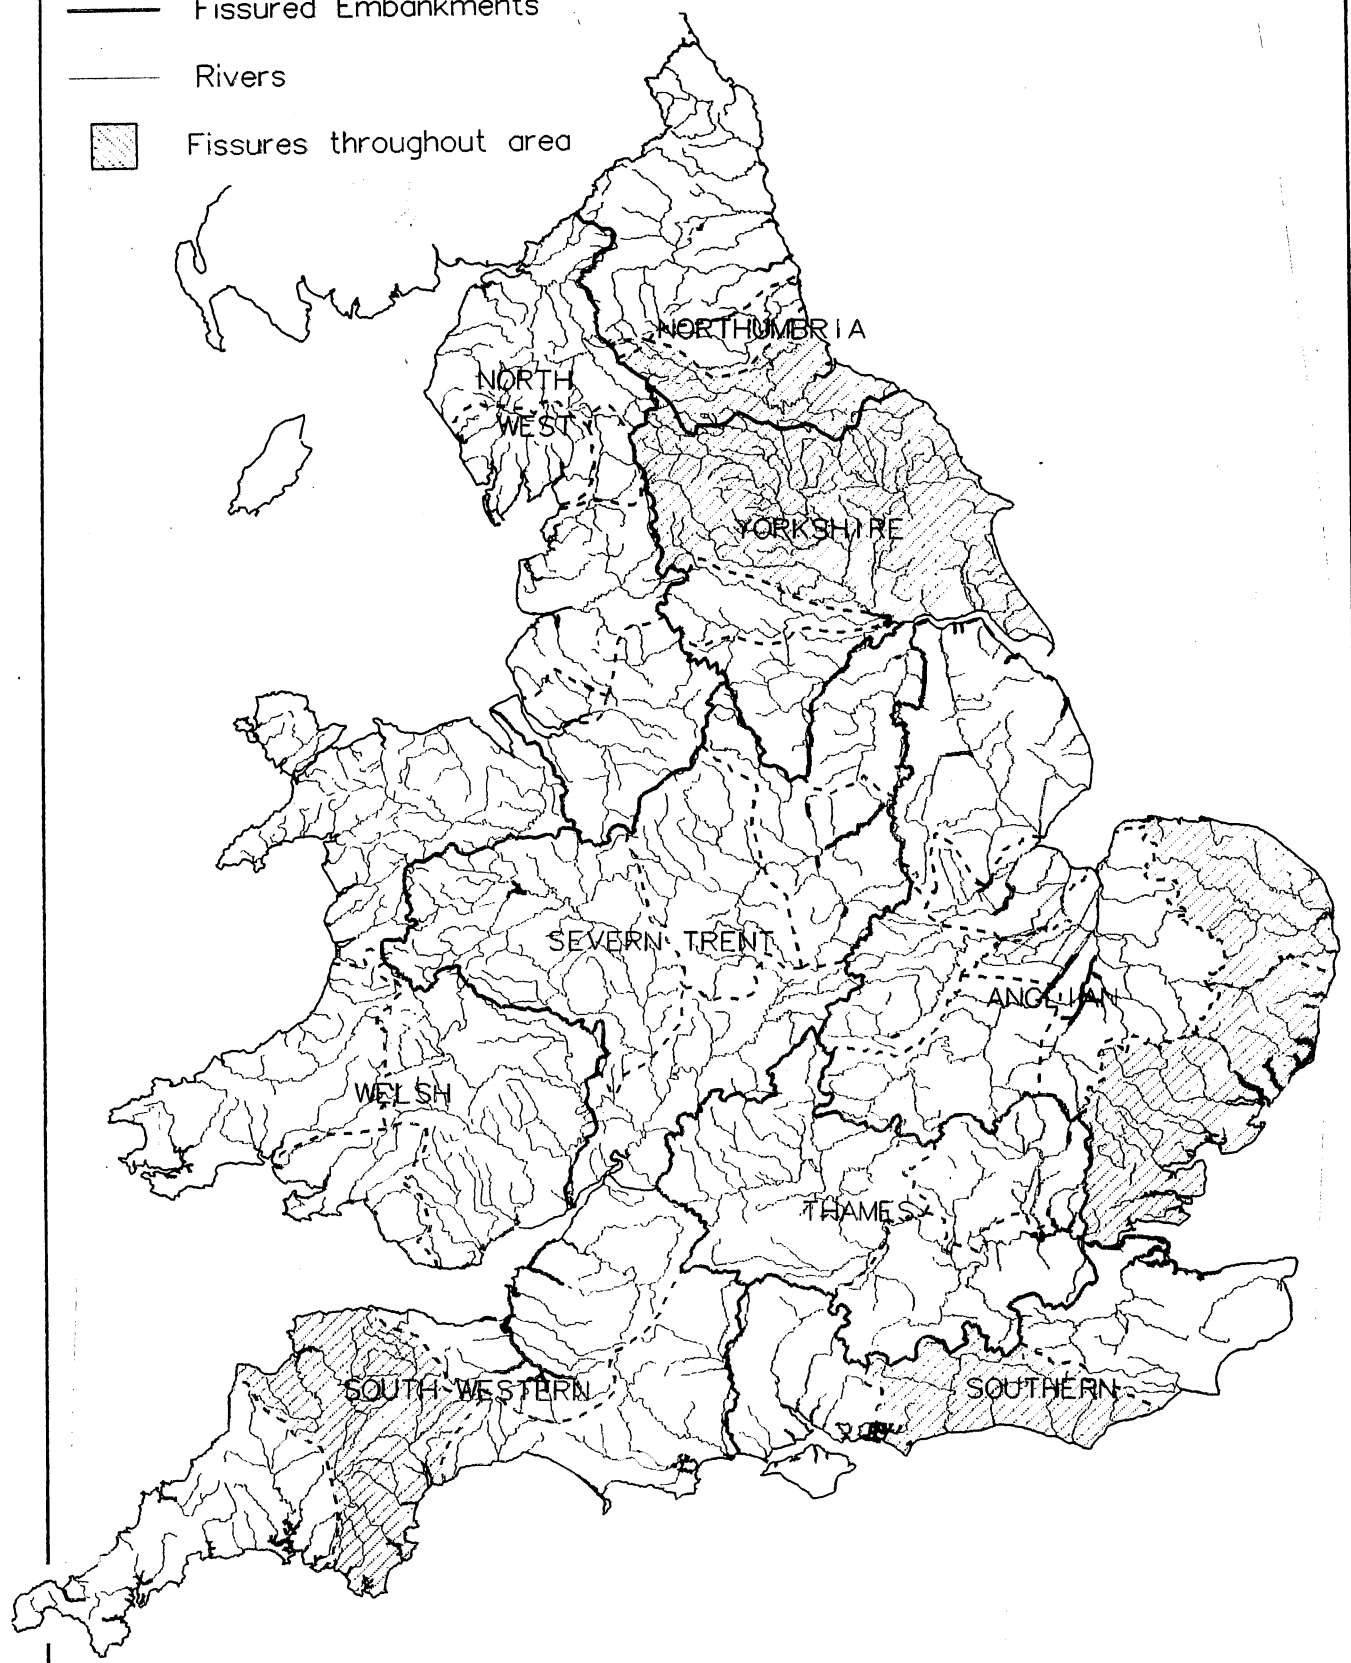 Fissured Embankments
Rivers
Fissures throughout area
NORTHUMBRIA
NORTH
WEST
YORKSHIRE
SEVERN TRENT
ANGLIAN
WELSH
THAMES
SOUTH WESTERN
SOUTHERN